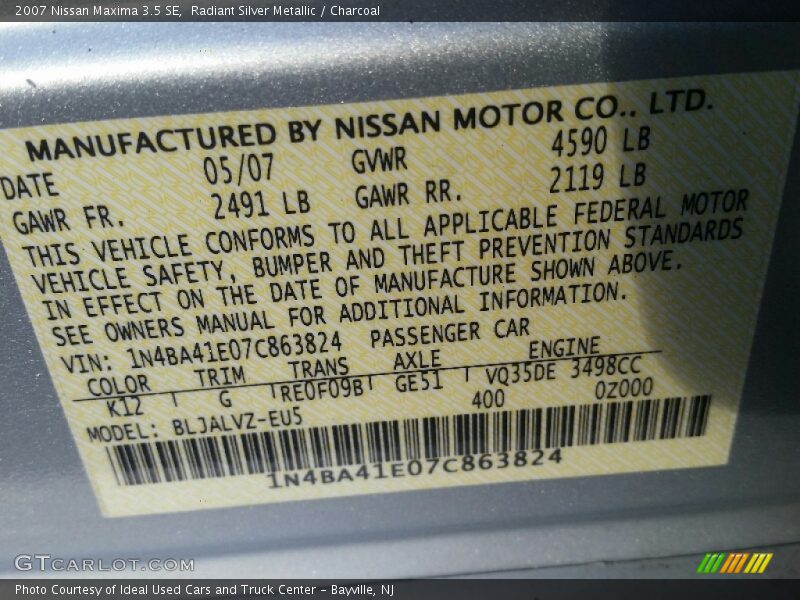 2007 Nissan Maxima 3.5 SE,  Radiant Silver Metallic / Charcoal
MANUFACTURED BY NISSAN MOTOR CO., LTD.
DATE 05/07 GVWR 4590 LB
GAWR FR. 2491 LB GAWR RR. 2119 LB
THIS VEHICLE CONFORMS TO ALL APPLICABLE FEDERAL MOTOR
VEHICLE SAFETY, BUMPER AND THEFT PREVENTION STANDARDS
IN EFFECT ON THE DATE OF MANUFACTURE SHOWN ABOVE.
SEE OWNERS MANUAL FOR ADDITIONAL INFORMATION.
VIN: 1N4BA41E07C863824 PASSENGER CAR
COLOR TRIM TRANS AXLE ENGINE
K12 G RE0F09B GE51 VQ35DE 3498CC
MODEL: BLJALVZ-EU5 400 0Z000
1N4BA41E07C863824
GTCARLOT.COM
Photo Courtesy of Ideal Used Cars and Truck Center - Bayville, NJ